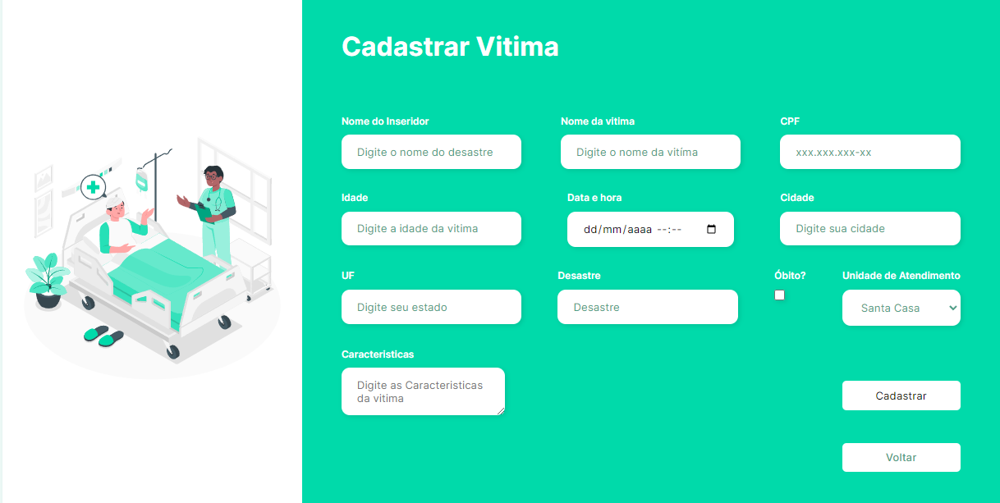 Cadastrar Vitima
Nome do Inseridor
Digite o nome do desastre
Nome da vitima
Digite o nome da vitíma
CPF
xxx.xxx.xxx-xx
Idade
Digite a idade da vitima
Data e hora
dd/mm/aaaa --:--
Cidade
Digite sua cidade
UF
Digite seu estado
Desastre
Desastre
Óbito?
Unidade de Atendimento
Santa Casa
Caracteristicas
Digite as Caracteristicas
da vitima
Cadastrar
Voltar